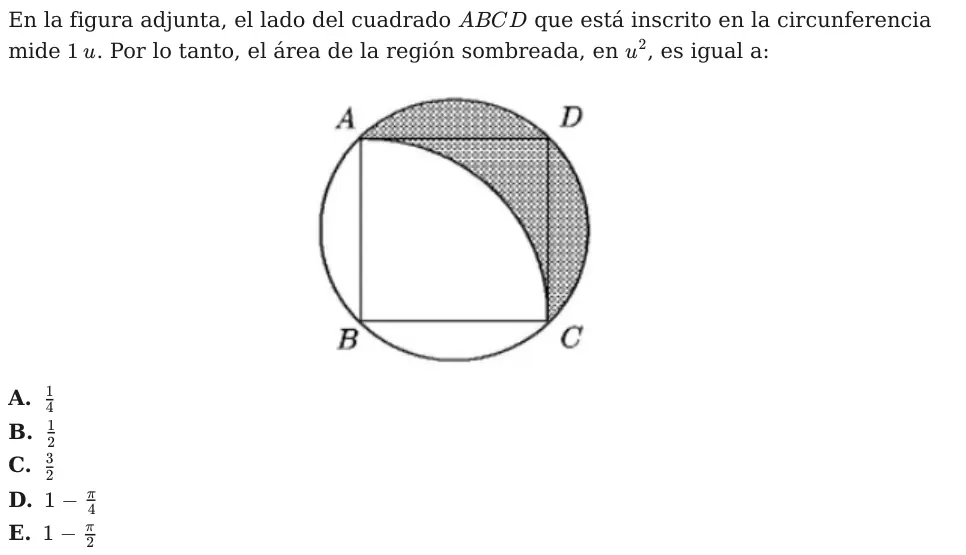 En la figura adjunta, el lado del cuadrado ABCD que está inscrito en la circunferencia
mide 1 u. Por lo tanto, el área de la región sombreada, en u², es igual a:
A
D
B
C
A. 1/4
B. 1/2
C. 3/2
D. 1 − π/4
E. 1 − π/2